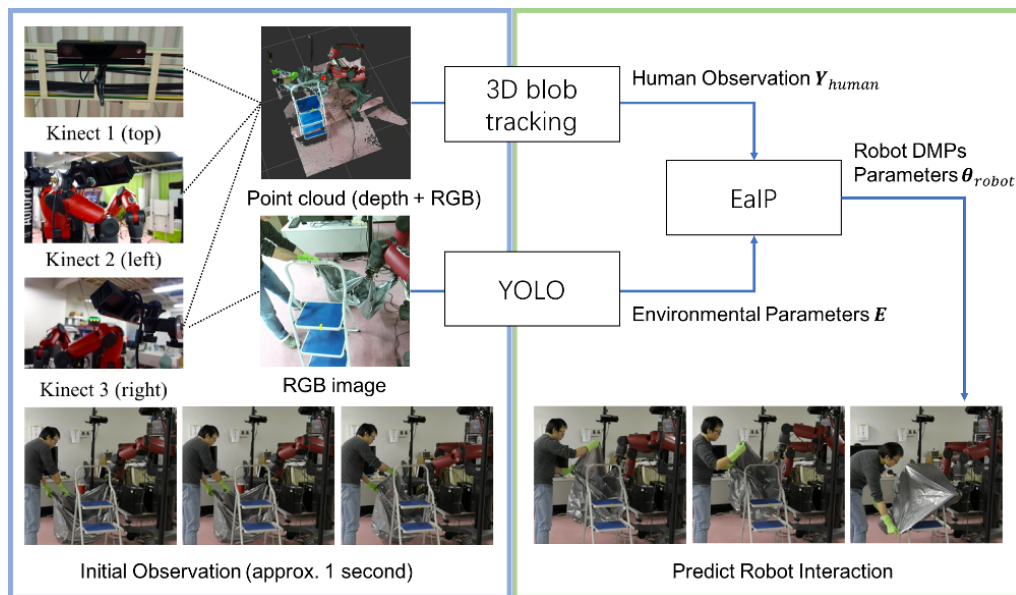 Kinect 1 (top)
Kinect 2 (left)
Kinect 3 (right)
Point cloud (depth + RGB)
RGB image
3D blob
tracking
YOLO
Human Observation Y_human
Environmental Parameters E
EaIP
Robot DMPs
Parameters θ_robot
Initial Observation (approx. 1 second)
Predict Robot Interaction